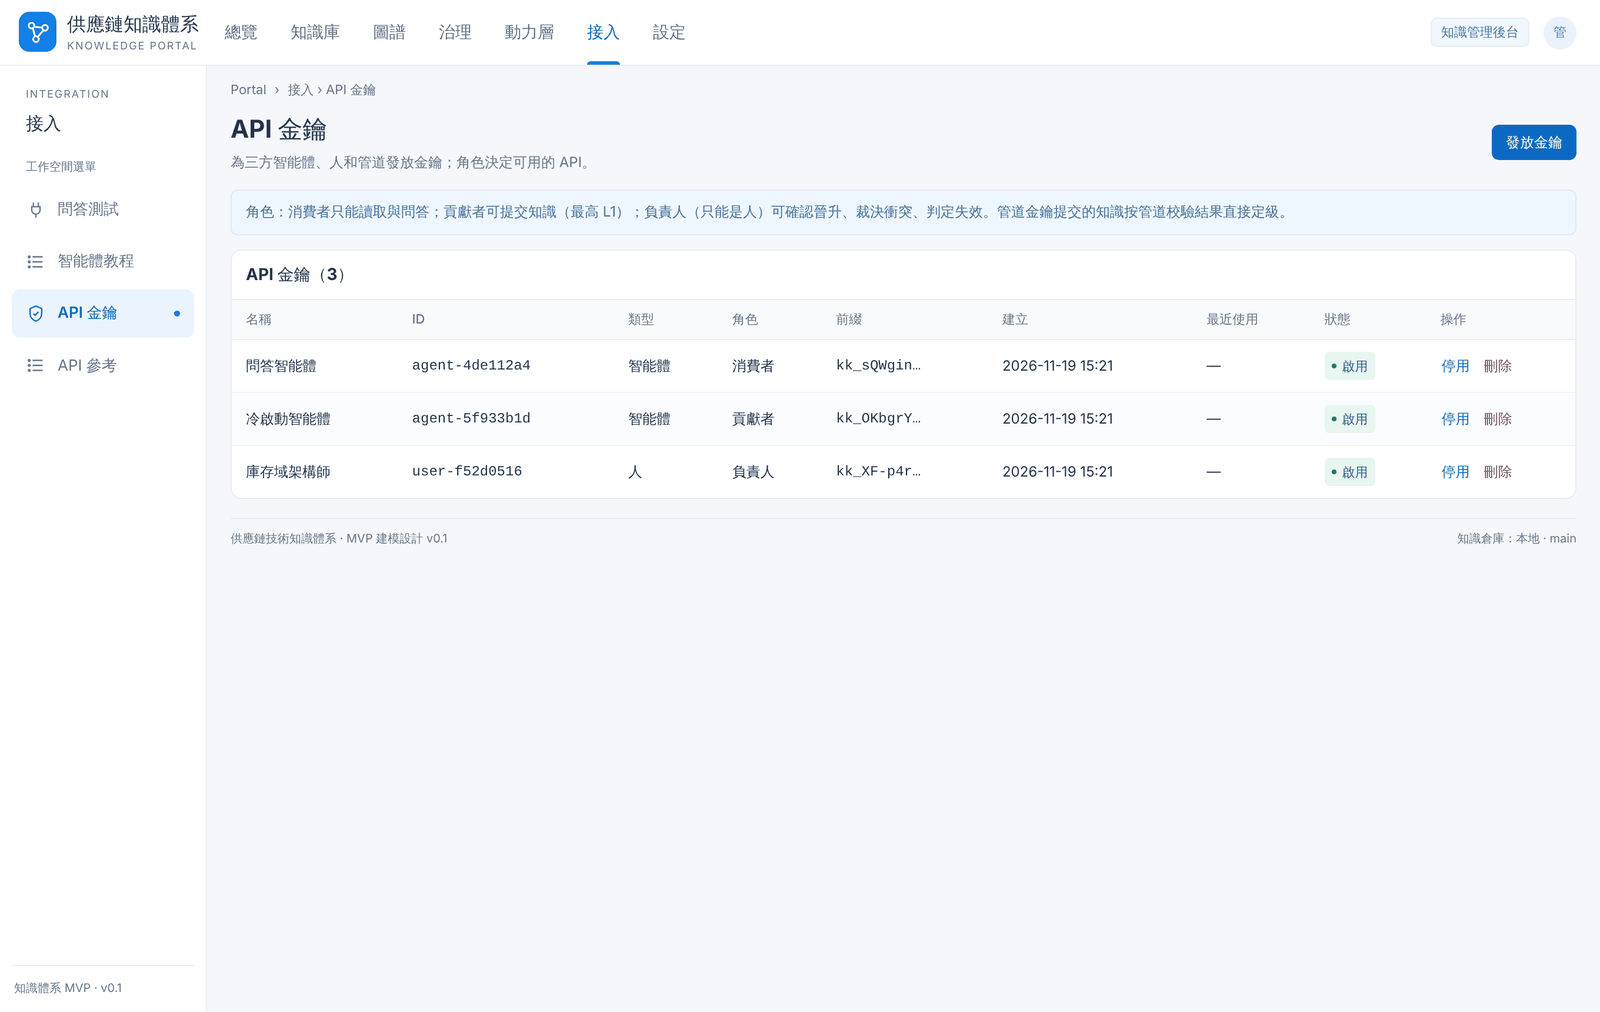 供應鏈知識體系
KNOWLEDGE PORTAL
總覽 知識庫 圖譜 治理 動力層 接入 設定
知識管理後台 管
INTEGRATION
接入
工作空間選單
問答測試
智能體教程
API 金鑰
API 參考
知識體系 MVP · v0.1
Portal › 接入 › API 金鑰
API 金鑰
為三方智能體、人和管道發放金鑰；角色決定可用的 API。
發放金鑰
角色：消費者只能讀取與問答；貢獻者可提交知識（最高 L1）；負責人（只能是人）可確認晉升、裁決衝突、判定失效。管道金鑰提交的知識按管道校驗結果直接定級。
API 金鑰（3）
名稱 ID 類型 角色 前綴 建立 最近使用 狀態 操作
問答智能體 agent-4de112a4 智能體 消費者 kk_sQWgin… 2026-11-19 15:21 — 啟用 停用 刪除
冷啟動智能體 agent-5f933b1d 智能體 貢獻者 kk_OKbgrY… 2026-11-19 15:21 — 啟用 停用 刪除
庫存域架構師 user-f52d0516 人 負責人 kk_XF-p4r… 2026-11-19 15:21 — 啟用 停用 刪除
供應鏈技術知識體系 · MVP 建模設計 v0.1
知識倉庫：本地 · main